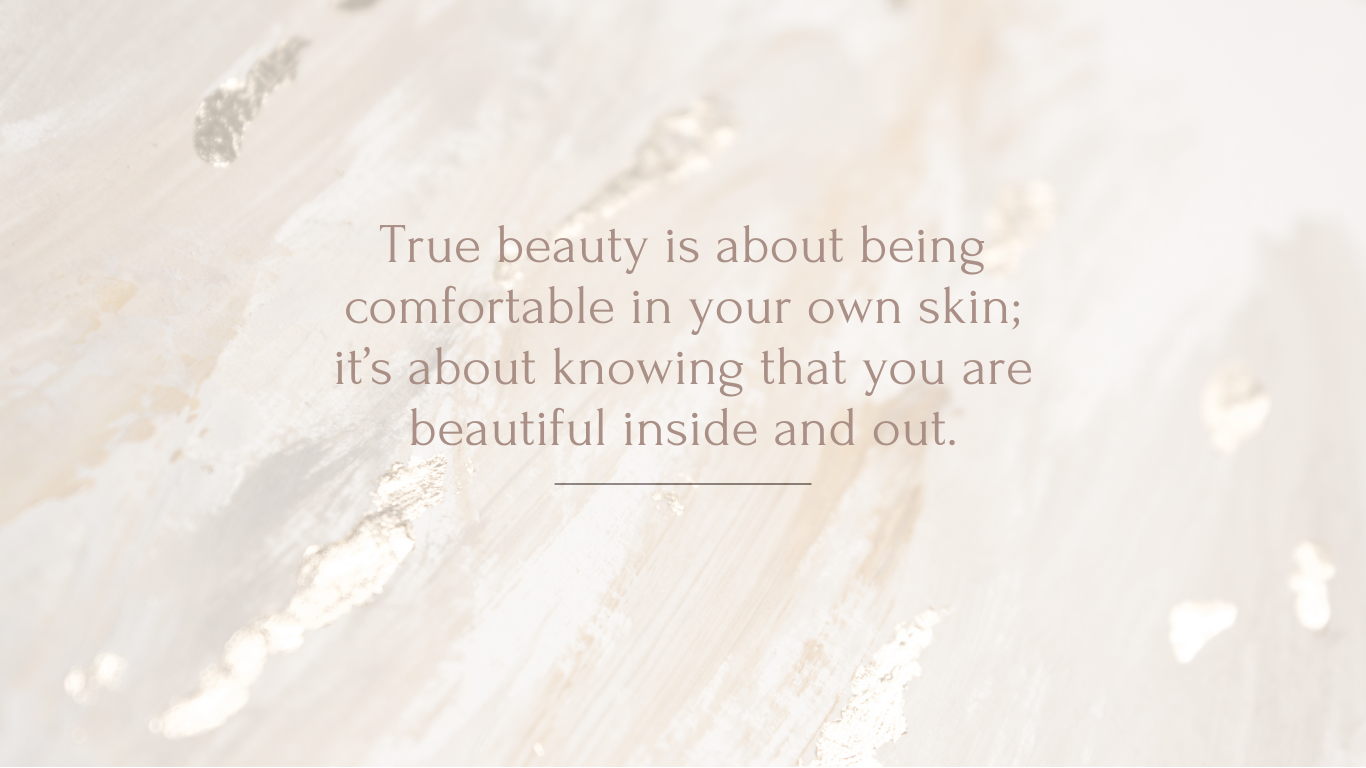 True beauty is about being
comfortable in your own skin;
it’s about knowing that you are
beautiful inside and out.